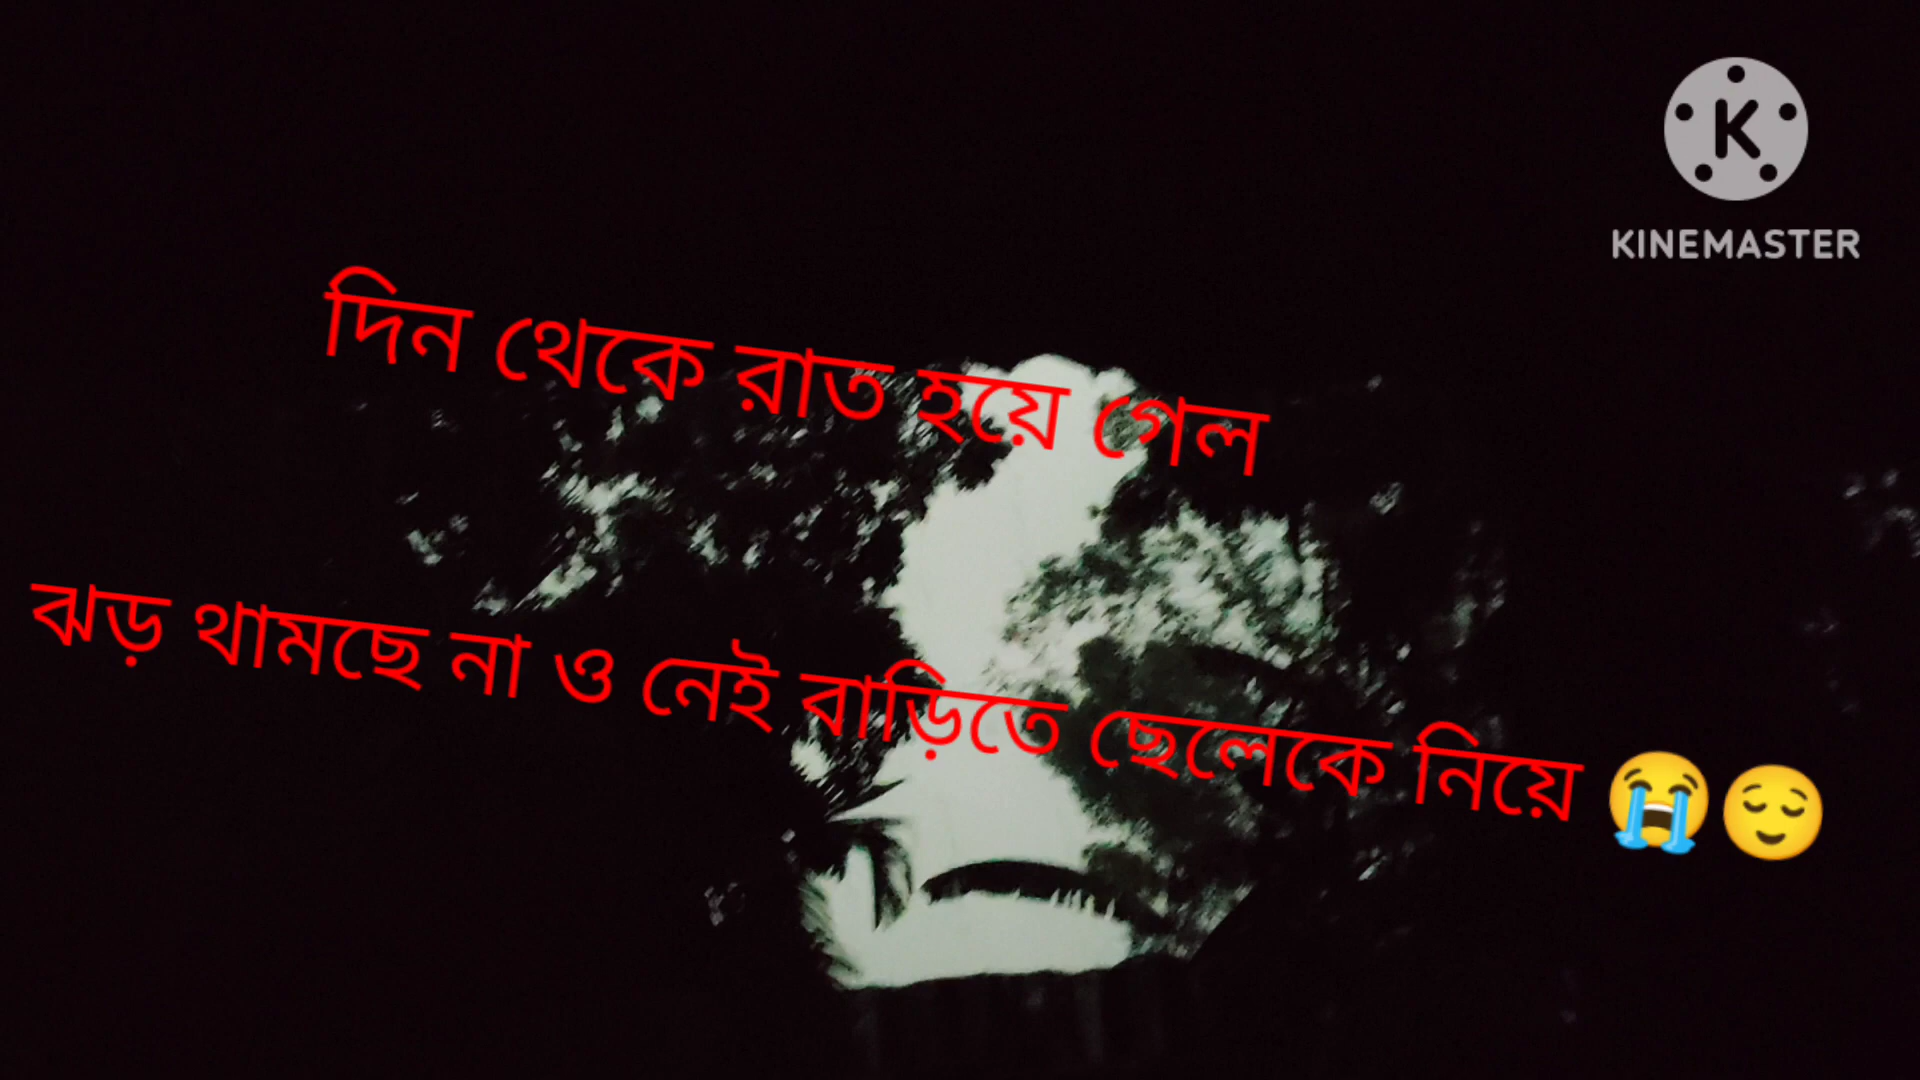 KINEMASTER
দিন থেকে রাত হয়ে গেল
ঝড় থামছে না ও নেই বাড়িতে ছেলেকে নিয়ে 😭😌